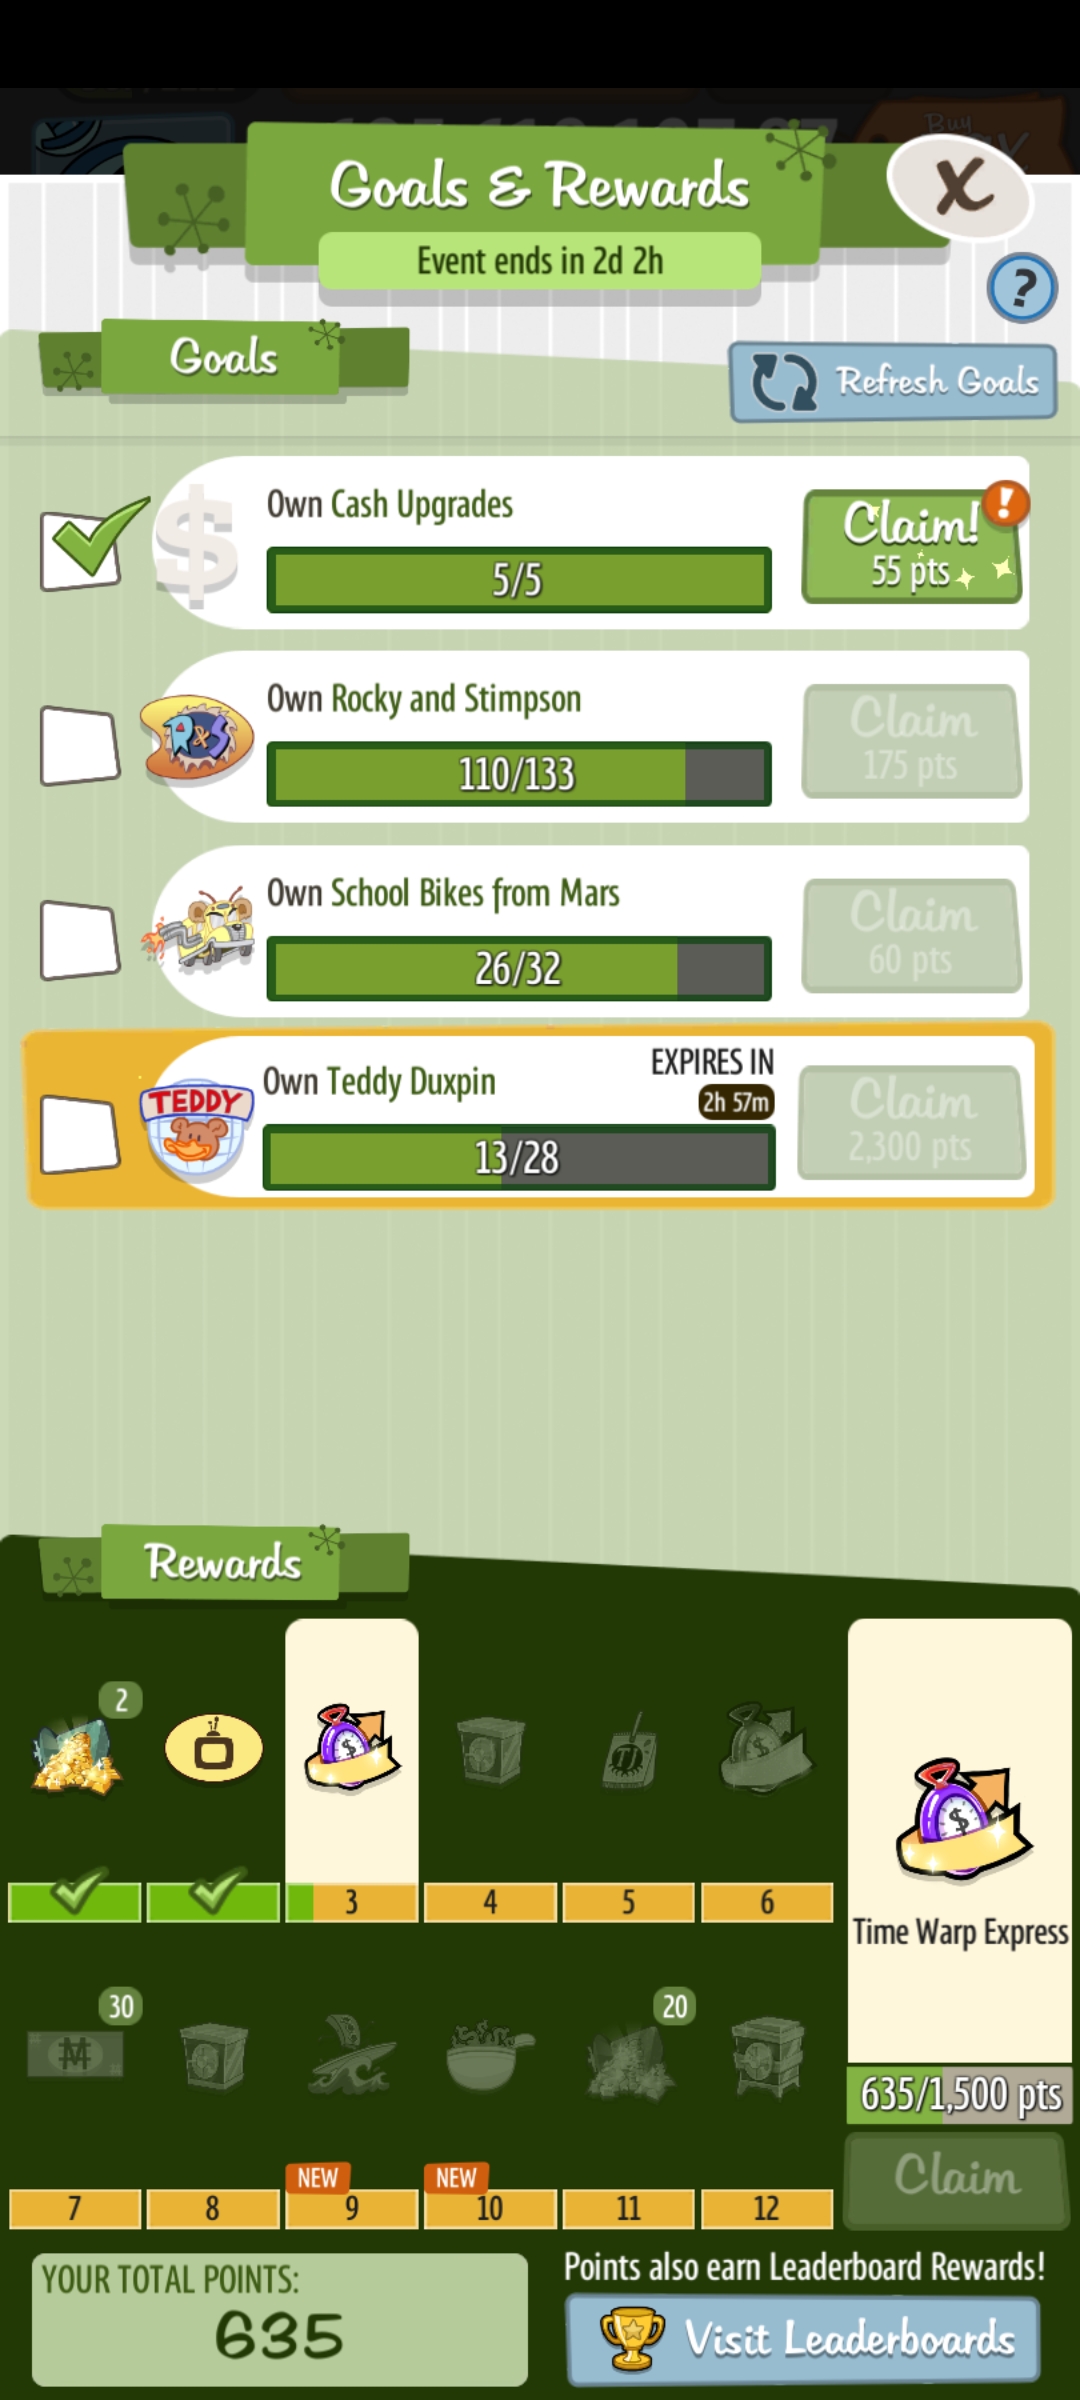 Buy
Goals & Rewards
X
Event ends in 2d 2h
?
Goals
Refresh Goals
Own Cash Upgrades
$
5/5
Claim!
!
55 pts
Own Rocky and Stimpson
R&S
110/133
Claim
175 pts
Own School Bikes from Mars
26/32
Claim
60 pts
Own Teddy Duxpin
EXPIRES IN
2h 57m
TEDDY
13/28
Claim
2,300 pts
Rewards
2
3
4
5
6
Time Warp Express
30
20
635/1,500 pts
Claim
NEW
NEW
7
8
9
10
11
12
YOUR TOTAL POINTS:
635
Points also earn Leaderboard Rewards!
Visit Leaderboards